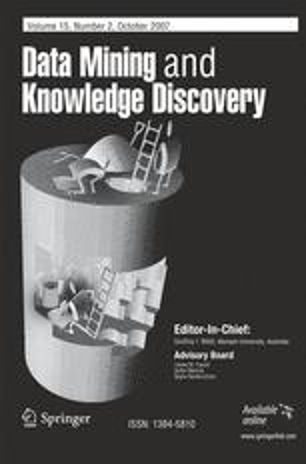 Volume 15, Number 2, October 2007
Data Mining and
Knowledge Discovery
Editor-In-Chief:
Geoffrey I. Webb, Monash University, Australia
Advisory Board
Springer
ISSN: 1384-5810
Available
online
www.springerlink.com